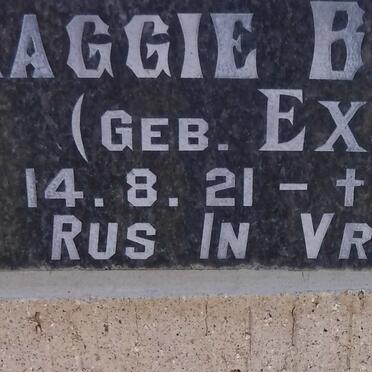 AGGIE B
(GEB. EX
14.8.21 – †
RUS IN VR